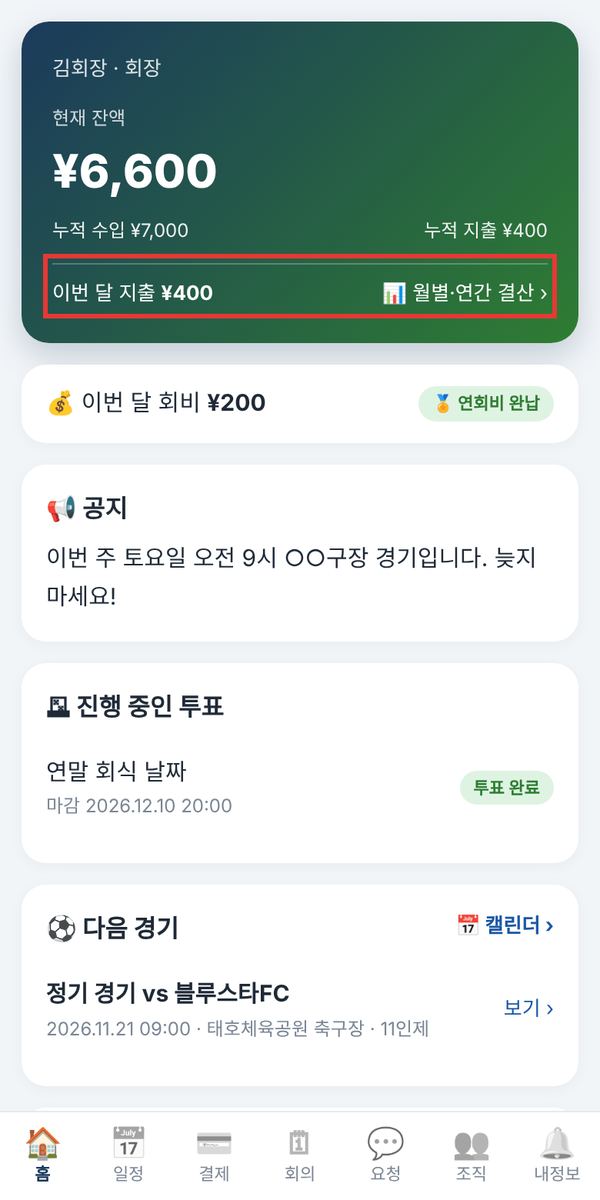 김회장 · 회장
현재 잔액
¥6,600
누적 수입 ¥7,000 누적 지출 ¥400
이번 달 지출 ¥400 📊 월별·연간 결산 ›
💰 이번 달 회비 ¥200 🏅 연회비 완납
📢 공지
이번 주 토요일 오전 9시 ○○구장 경기입니다. 늦지
마세요!
🗳 진행 중인 투표
연말 회식 날짜
마감 2026.12.10 20:00 투표 완료
⚽ 다음 경기 📅 캘린더 ›
정기 경기 vs 블루스타FC
2026.11.21 09:00 · 태호체육공원 축구장 · 11인제 보기 ›
홈 일정 결제 회의 요청 조직 내정보